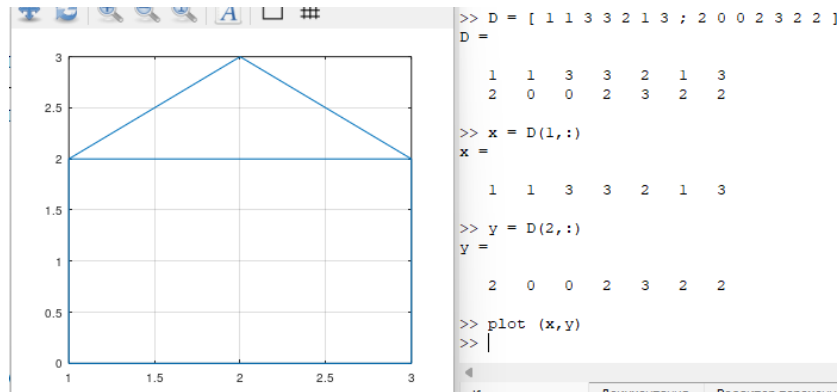 A
3
2.5
2
1.5
1
0.5
0
1
1.5
2
2.5
3
>> D = [ 1 1 3 3 2 1 3 ; 2 0 0 2 3 2 2 ]
D =
1 1 3 3 2 1 3
2 0 0 2 3 2 2
>> x = D(1,:)
x =
1 1 3 3 2 1 3
>> y = D(2,:)
y =
2 0 0 2 3 2 2
>> plot (x,y)
>>